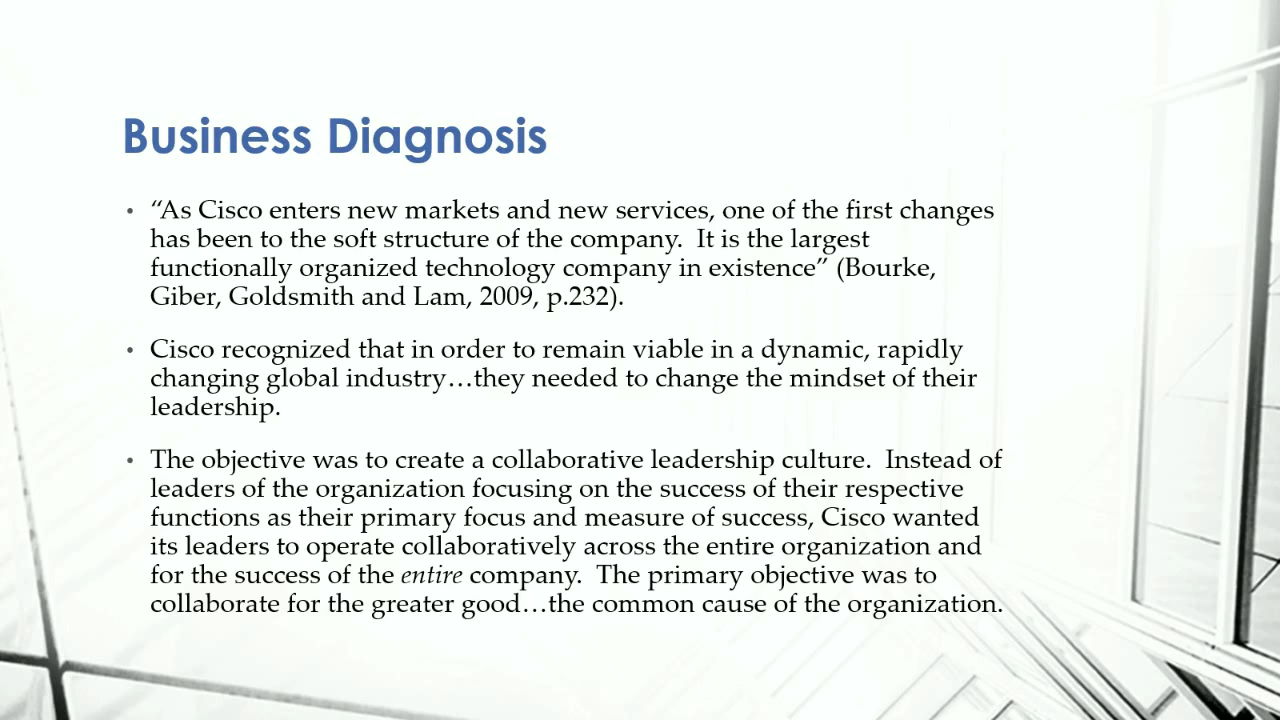 Business Diagnosis
• “As Cisco enters new markets and new services, one of the first changes
has been to the soft structure of the company.  It is the largest
functionally organized technology company in existence” (Bourke,
Giber, Goldsmith and Lam, 2009, p.232).
• Cisco recognized that in order to remain viable in a dynamic, rapidly
changing global industry…they needed to change the mindset of their
leadership.
• The objective was to create a collaborative leadership culture.  Instead of
leaders of the organization focusing on the success of their respective
functions as their primary focus and measure of success, Cisco wanted
its leaders to operate collaboratively across the entire organization and
for the success of the entire company.  The primary objective was to
collaborate for the greater good…the common cause of the organization.